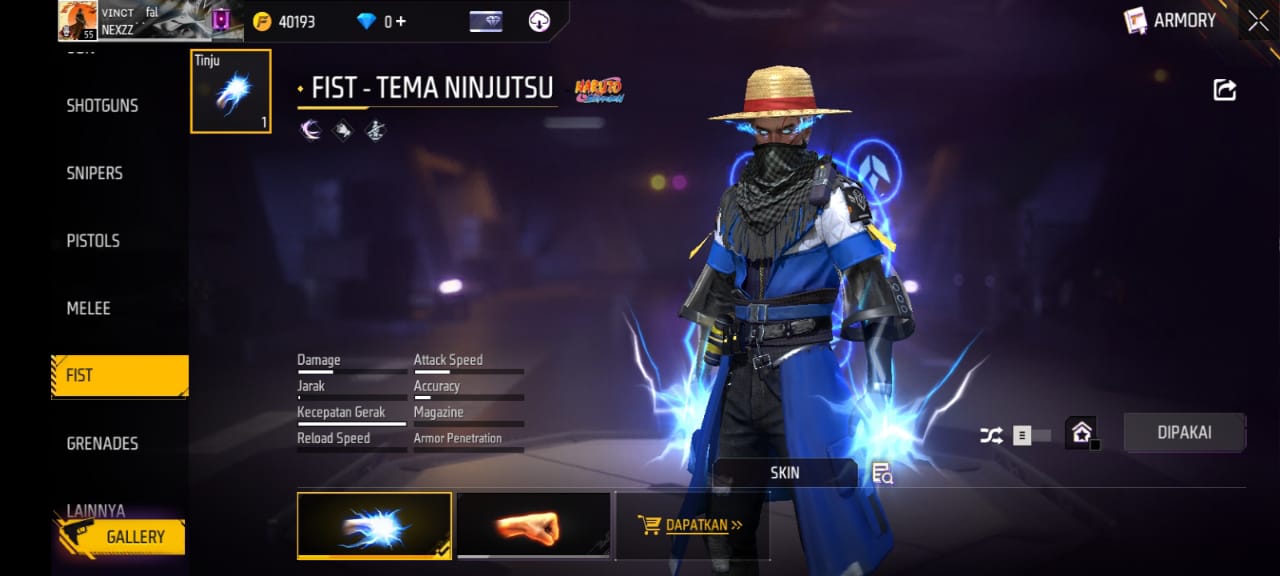 VINCT fal
NEXZZ
55
40193
0 +
ARMORY
SHOTGUNS
SNIPERS
PISTOLS
MELEE
FIST
GRENADES
LAINNYA
GALLERY
Tinju
1
FIST - TEMA NINJUTSU
NARUTO
Damage
Attack Speed
Jarak
Accuracy
Kecepatan Gerak
Magazine
Reload Speed
Armor Penetration
DIPAKAI
SKIN
DAPATKAN >>